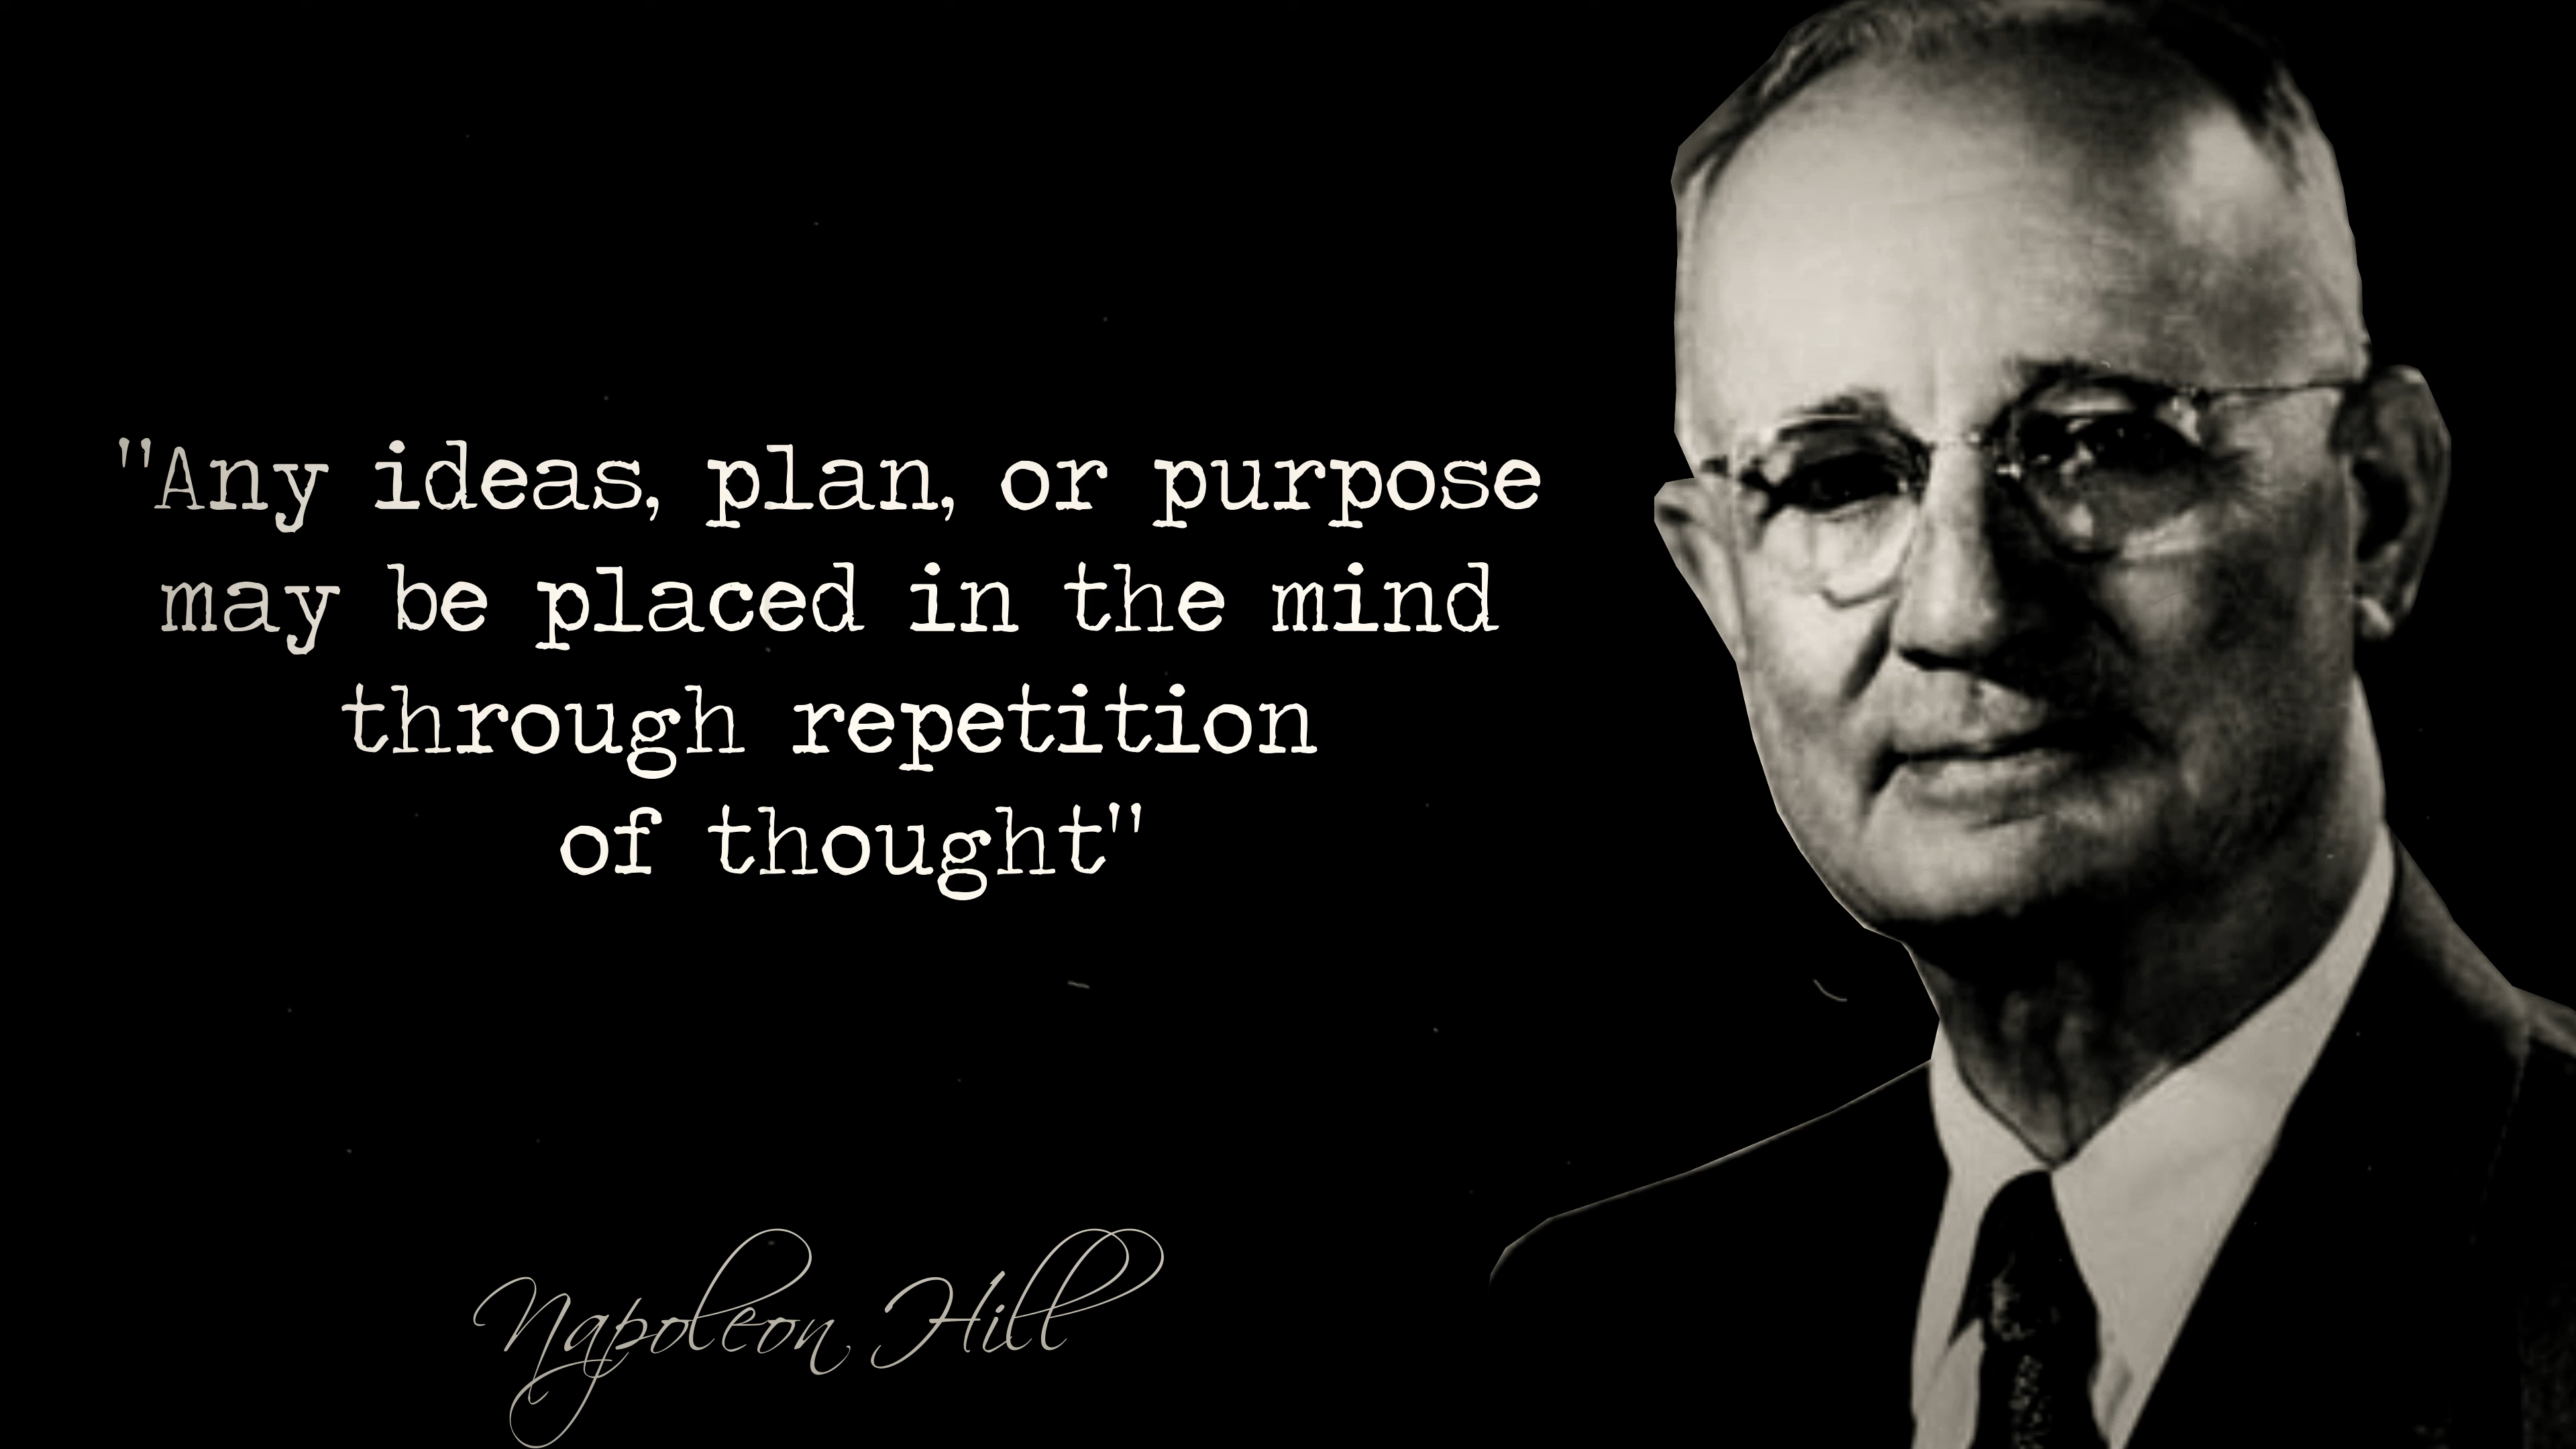 "Any ideas, plan, or purpose
may be placed in the mind
through repetition
of thought"
Napoleon Hill